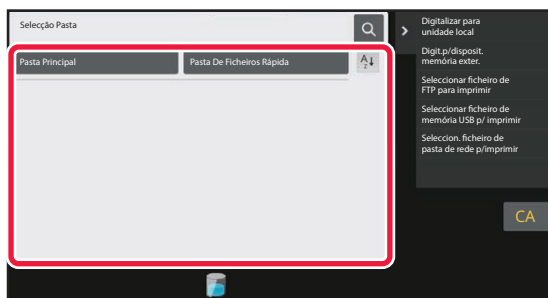 Selecção Pasta
Pasta Principal
Pasta De Ficheiros Rápida
Digitalizar para
unidade local
Digit.p/disposit.
memória exter.
Seleccionar ficheiro de
FTP para imprimir
Seleccionar ficheiro de
memória USB p/ imprimir
Seleccion. ficheiro de
pasta de rede p/imprimir
CA